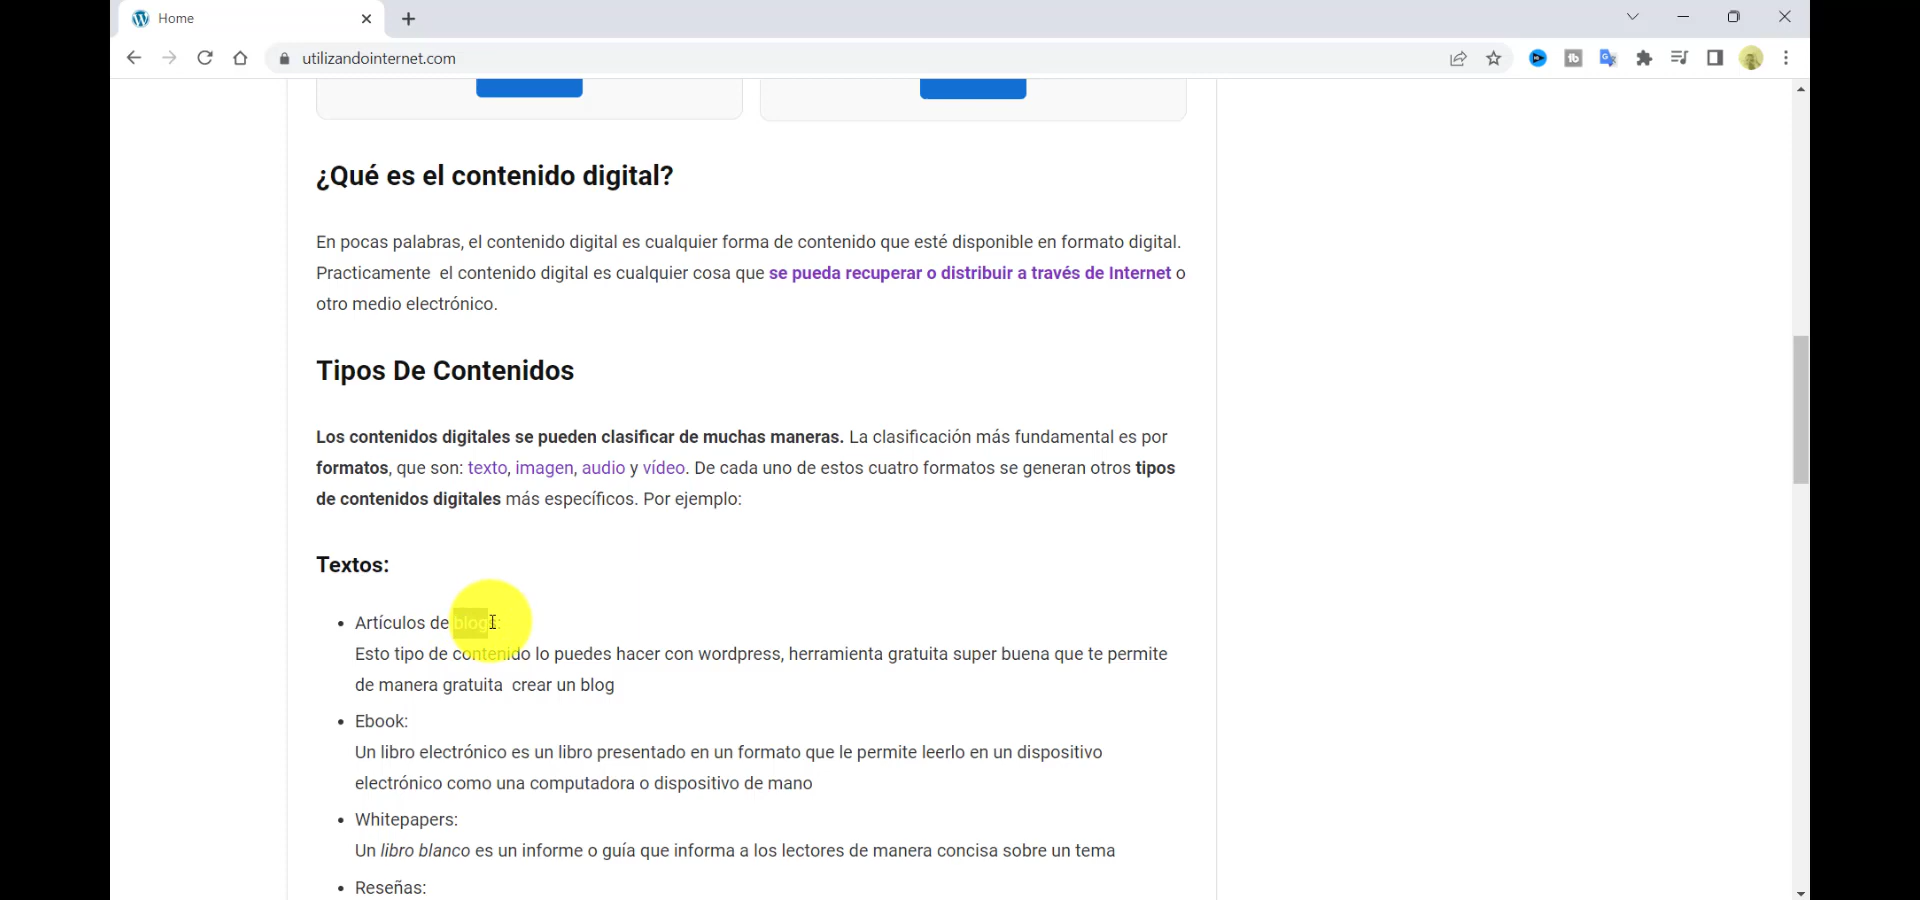 Home
utilizandointernet.com
¿Qué es el contenido digital?
En pocas palabras, el contenido digital es cualquier forma de contenido que esté disponible en formato digital.
Practicamente  el contenido digital es cualquier cosa que se pueda recuperar o distribuir a través de Internet o
otro medio electrónico.
Tipos De Contenidos
Los contenidos digitales se pueden clasificar de muchas maneras. La clasificación más fundamental es por
formatos, que son: texto, imagen, audio y vídeo. De cada uno de estos cuatro formatos se generan otros tipos
de contenidos digitales más específicos. Por ejemplo:
Textos:
Artículos de blogs:
Esto tipo de contenido lo puedes hacer con wordpress, herramienta gratuita super buena que te permite
de manera gratuita  crear un blog
Ebook:
Un libro electrónico es un libro presentado en un formato que le permite leerlo en un dispositivo
electrónico como una computadora o dispositivo de mano
Whitepapers:
Un libro blanco es un informe o guía que informa a los lectores de manera concisa sobre un tema
Reseñas: